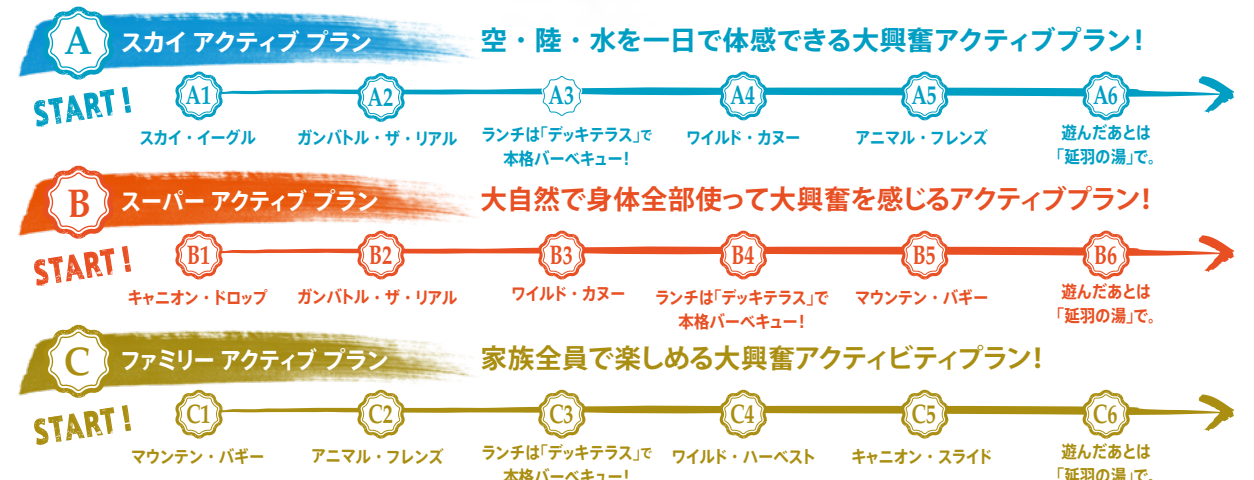 A スカイ アクティブ プラン 空・陸・水を一日で体感できる大興奮アクティブプラン！
START！ A1 A2 A3 A4 A5 A6
スカイ・イーグル ガンバトル・ザ・リアル ランチは「デッキテラス」で ワイルド・カヌー アニマル・フレンズ 遊んだあとは
本格バーベキュー！ 「延羽の湯」で。
B スーパー アクティブ プラン 大自然で身体全部使って大興奮を感じるアクティブプラン！
START！ B1 B2 B3 B4 B5 B6
キャニオン・ドロップ ガンバトル・ザ・リアル ワイルド・カヌー ランチは「デッキテラス」で マウンテン・バギー 遊んだあとは
本格バーベキュー！ 「延羽の湯」で。
C ファミリー アクティブ プラン 家族全員で楽しめる大興奮アクティビティプラン！
START！ C1 C2 C3 C4 C5 C6
マウンテン・バギー アニマル・フレンズ ランチは「デッキテラス」で ワイルド・ハーベスト キャニオン・スライド 遊んだあとは
本格バーベキュー！ 「延羽の湯」で。